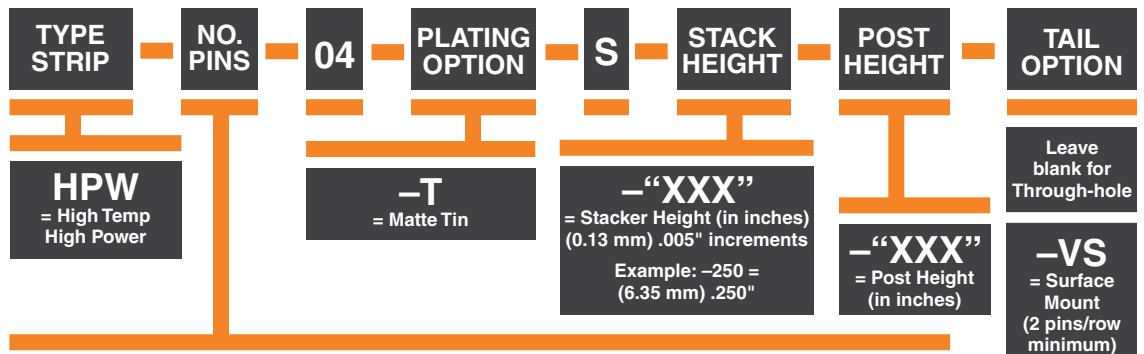 TYPE
STRIP
NO.
PINS
04
PLATING
OPTION
S
STACK
HEIGHT
POST
HEIGHT
TAIL
OPTION
HPW
= High Temp
High Power
–T
= Matte Tin
–“XXX”
= Stacker Height (in inches)
(0.13 mm) .005" increments
Example: –250 =
(6.35 mm) .250"
–“XXX”
= Post Height
(in inches)
Leave
blank for
Through-hole
–VS
= Surface
Mount
(2 pins/row
minimum)